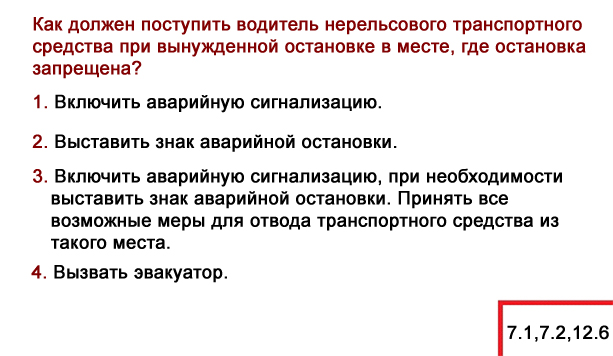 Как должен поступить водитель нерельсового транспортного
средства при вынужденной остановке в месте, где остановка
запрещена?
1. Включить аварийную сигнализацию.
2. Выставить знак аварийной остановки.
3. Включить аварийную сигнализацию, при необходимости
выставить знак аварийной остановки. Принять все
возможные меры для отвода транспортного средства из
такого места.
4. Вызвать эвакуатор.
7.1,7.2,12.6